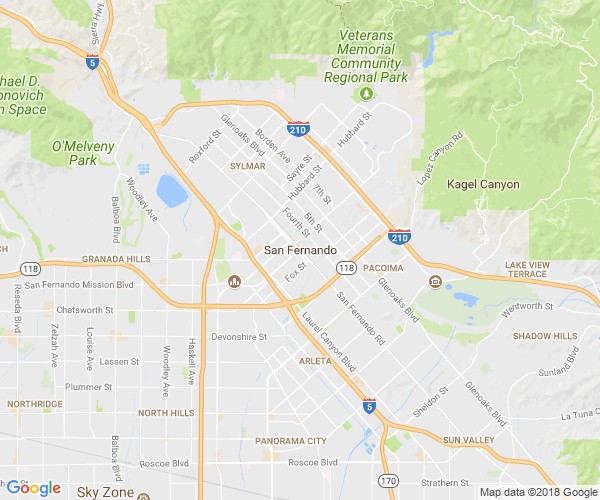 Sierra Hwy
5
Veterans
Memorial
Community
Regional Park
hael D.
onovich
n Space
O'Melveny
Park
Roxford St
Glenoaks Blvd
Borden Ave
210
Hubbard St
SYLMAR
Sayre St
Hubbard St
7th St
Lopez Canyon Rd
Kagel Canyon
Woodley Ave
Balboa Blvd
Fourth St
5th St
San Fernando
210
118
GRANADA HILLS
Fox St
118
PACOIMA
LAKE VIEW
TERRACE
San Fernando Mission Blvd
Glenoaks Blvd
Reseda Blvd
Chatsworth St
San Fernando Rd
Wentworth St
Zelzah Ave
Louise Ave
Woodley Ave
Haskell Ave
Devonshire St
Laurel Canyon Blvd
SHADOW HILLS
Lassen St
ARLETA
Sunland Blvd
Plummer St
NORTHRIDGE
NORTH HILLS
5
Sheldon St
Glenoaks Blvd
La Tuna C
Balboa Blvd
PANORAMA CITY
SUN VALLEY
Roscoe Blvd
Roscoe Blvd
170
Strathern St
Google
Sky Zone
Map data ©2018 Google